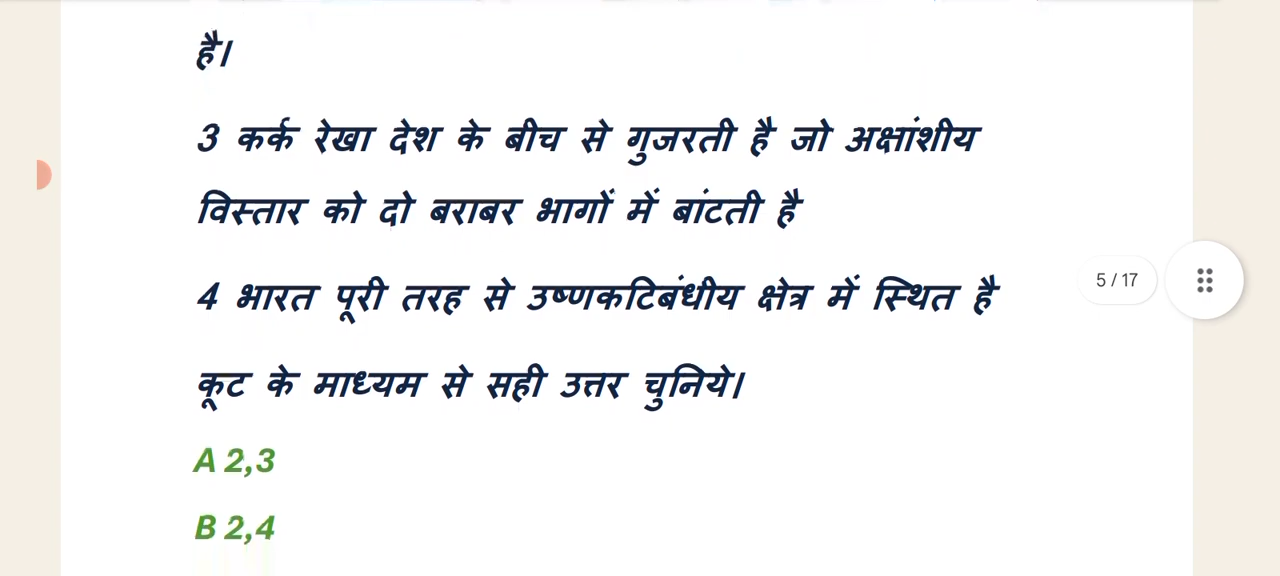 है।
3 कर्क रेखा देश के बीच से गुजरती है जो अक्षांशीय
विस्तार को दो बराबर भागों में बांटती है
4 भारत पूरी तरह से उष्णकटिबंधीय क्षेत्र में स्थित है
5 / 17
कूट के माध्यम से सही उत्तर चुनिये।
A 2,3
B 2,4